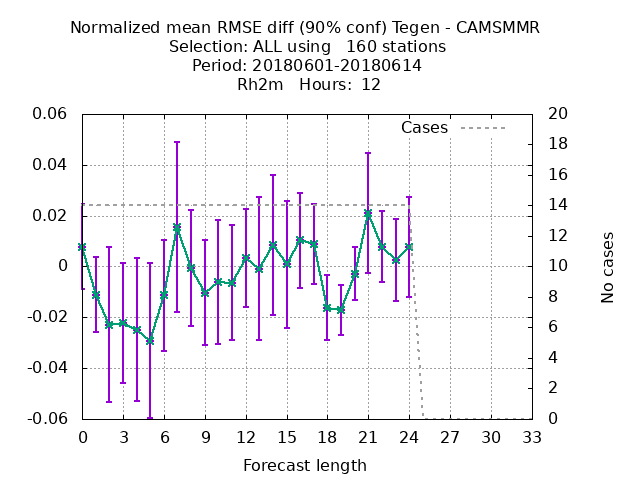 Normalized mean RMSE diff (90% conf) Tegen - CAMSMMR
Selection: ALL using   160 stations
Period: 20180601-20180614
Rh2m   Hours:  12
Cases
0.06
0.04
0.02
0
-0.02
-0.04
-0.06
20
18
16
14
12
10
8
6
4
2
0
No cases
0 3 6 9 12 15 18 21 24 27 30 33
Forecast length